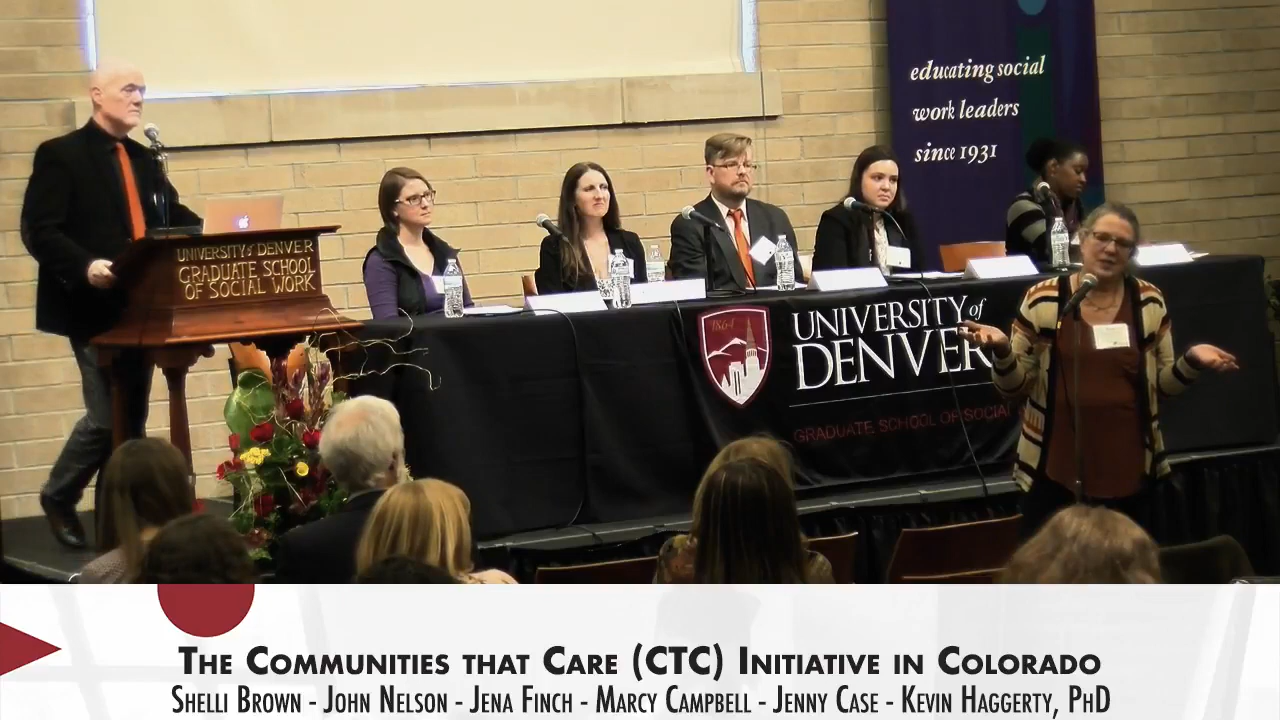 educating social
work leaders
since 1931
UNIVERSITY of DENVER
GRADUATE SCHOOL
OF SOCIAL WORK
1864
UNIVERSITY of
DENVER
GRADUATE SCHOOL OF SOCIAL
THE COMMUNITIES THAT CARE (CTC) INITIATIVE IN COLORADO
SHELLI BROWN - JOHN NELSON - JENA FINCH - MARCY CAMPBELL - JENNY CASE - KEVIN HAGGERTY, PHD